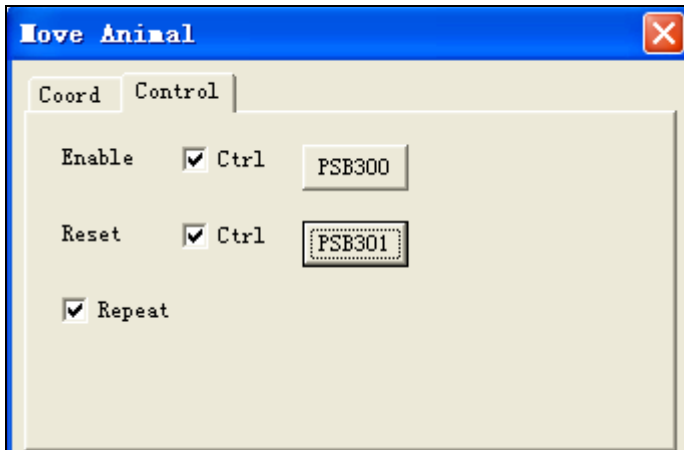 Move Animal
Coord Control
Enable Ctrl PSB300
Reset Ctrl PSB301
Repeat